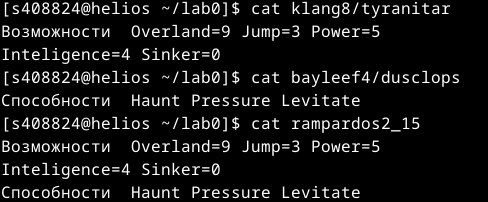 [s408824@helios ~/lab0]$ cat klang8/tyranitar
Возможности  Overland=9 Jump=3 Power=5
Inteligence=4 Sinker=0
[s408824@helios ~/lab0]$ cat bayleef4/dusclops
Способности  Haunt Pressure Levitate
[s408824@helios ~/lab0]$ cat rampardos2_15
Возможности  Overland=9 Jump=3 Power=5
Inteligence=4 Sinker=0
Способности  Haunt Pressure Levitate